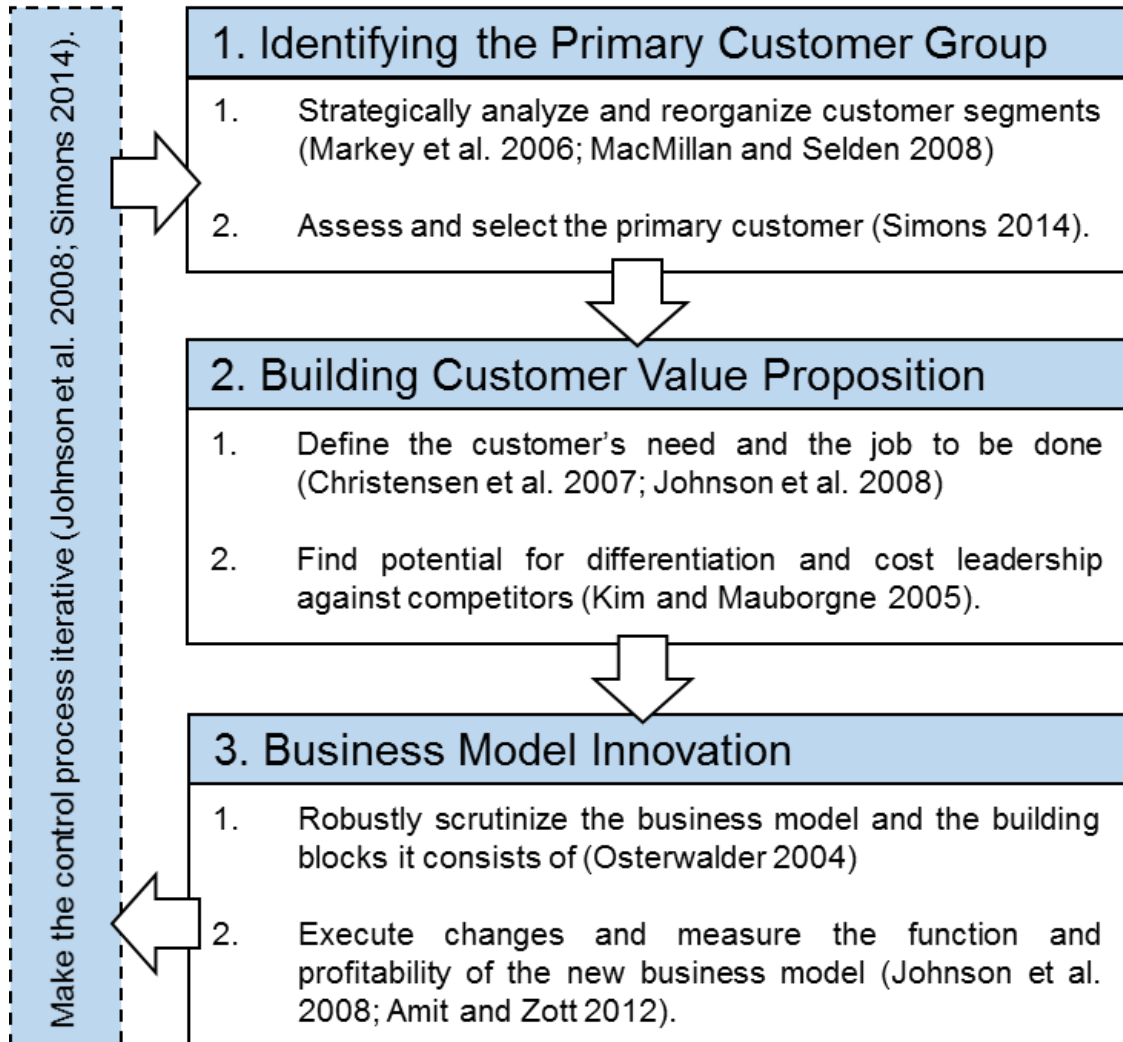 Make the control process iterative (Johnson et al. 2008; Simons 2014).
1. Identifying the Primary Customer Group
1. Strategically analyze and reorganize customer segments
(Markey et al. 2006; MacMillan and Selden 2008)
2. Assess and select the primary customer (Simons 2014).
2. Building Customer Value Proposition
1. Define the customer’s need and the job to be done
(Christensen et al. 2007; Johnson et al. 2008)
2. Find potential for differentiation and cost leadership
against competitors (Kim and Mauborgne 2005).
3. Business Model Innovation
1. Robustly scrutinize the business model and the building
blocks it consists of (Osterwalder 2004)
2. Execute changes and measure the function and
profitability of the new business model (Johnson et al.
2008; Amit and Zott 2012).